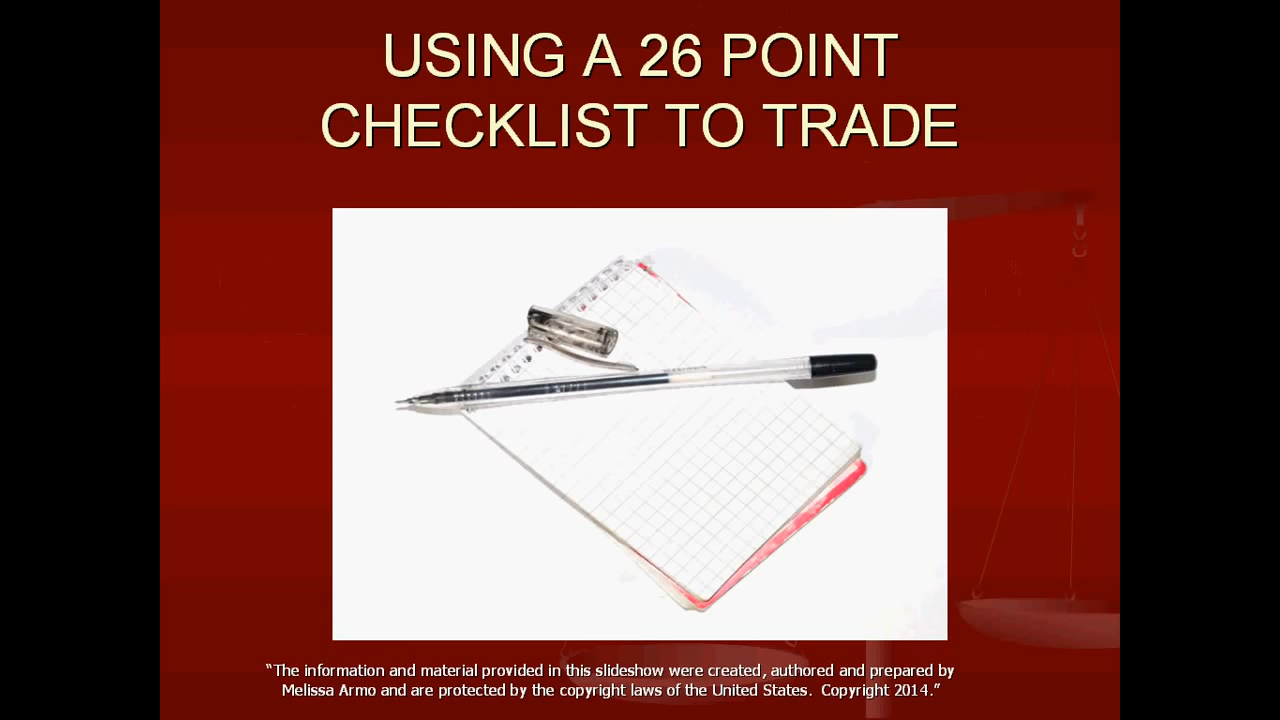 USING A 26 POINT
CHECKLIST TO TRADE
“The information and material provided in this slideshow were created, authored and prepared by
Melissa Armo and are protected by the copyright laws of the United States.  Copyright 2014.”